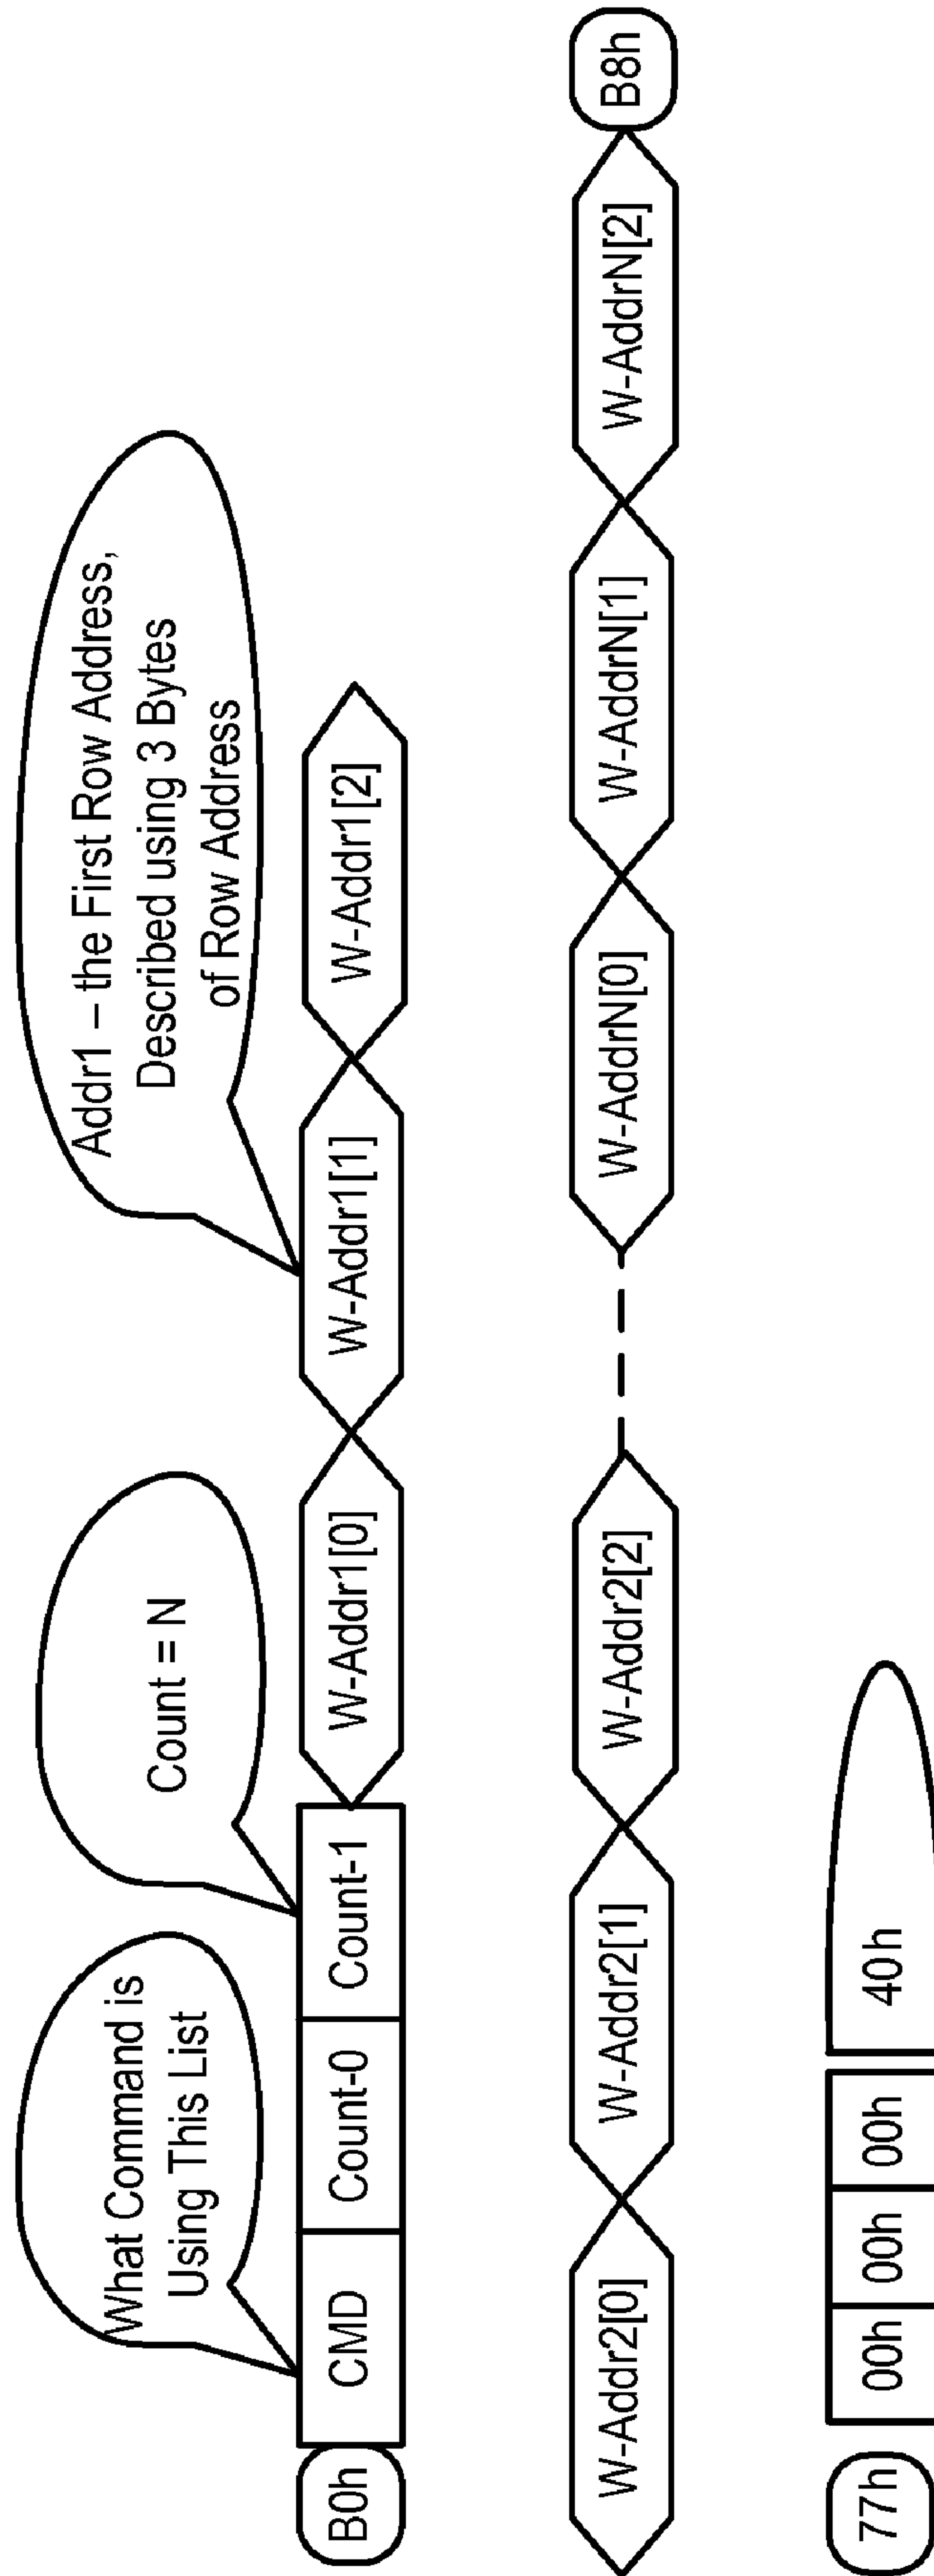 What Command is
Using This List
Count = N
Addr1 – the First Row Address,
Described using 3 Bytes
of Row Address
B0h CMD Count-0 Count-1 W-Addr1[0] W-Addr1[1] W-Addr1[2]
W-Addr2[0] W-Addr2[1] W-Addr2[2] W-AddrN[0] W-AddrN[1] W-AddrN[2] B8h
77h 00h 00h 00h 40h